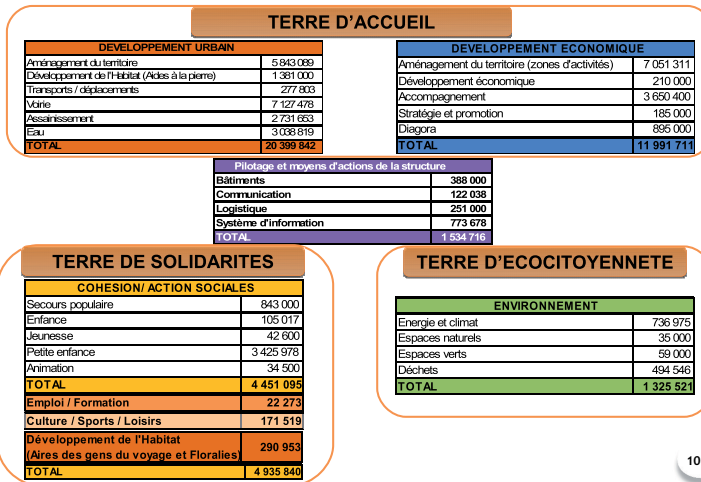 TERRE D’ACCUEIL
DEVELOPPEMENT URBAIN
Aménagement du territoire 5 843 089
Développement de l'Habitat (Aides à la pierre) 1 381 000
Transports / déplacements 277 803
Voirie 7 127 478
Assainissement 2 731 653
Eau 3 038 819
TOTAL 20 399 842
DEVELOPPEMENT ECONOMIQUE
Aménagement du territoire (zones d'activités) 7 051 311
Développement économique 210 000
Accompagnement 3 650 400
Stratégie et promotion 185 000
Diagora 895 000
TOTAL 11 991 711
Pilotage et moyens d'actions de la structure
Bâtiments 388 000
Communication 122 038
Logistique 251 000
Système d'information 773 678
TOTAL 1 534 716
TERRE DE SOLIDARITES
COHESION/ ACTION SOCIALES
Secours populaire 843 000
Enfance 105 017
Jeunesse 42 600
Petite enfance 3 425 978
Animation 34 500
TOTAL 4 451 095
Emploi / Formation 22 273
Culture / Sports / Loisirs 171 519
Développement de l'Habitat
(Aires des gens du voyage et Floralies) 290 953
TOTAL 4 935 840
TERRE D’ECOCITOYENNETE
ENVIRONNEMENT
Energie et climat 736 975
Espaces naturels 35 000
Espaces verts 59 000
Déchets 494 546
TOTAL 1 325 521
10